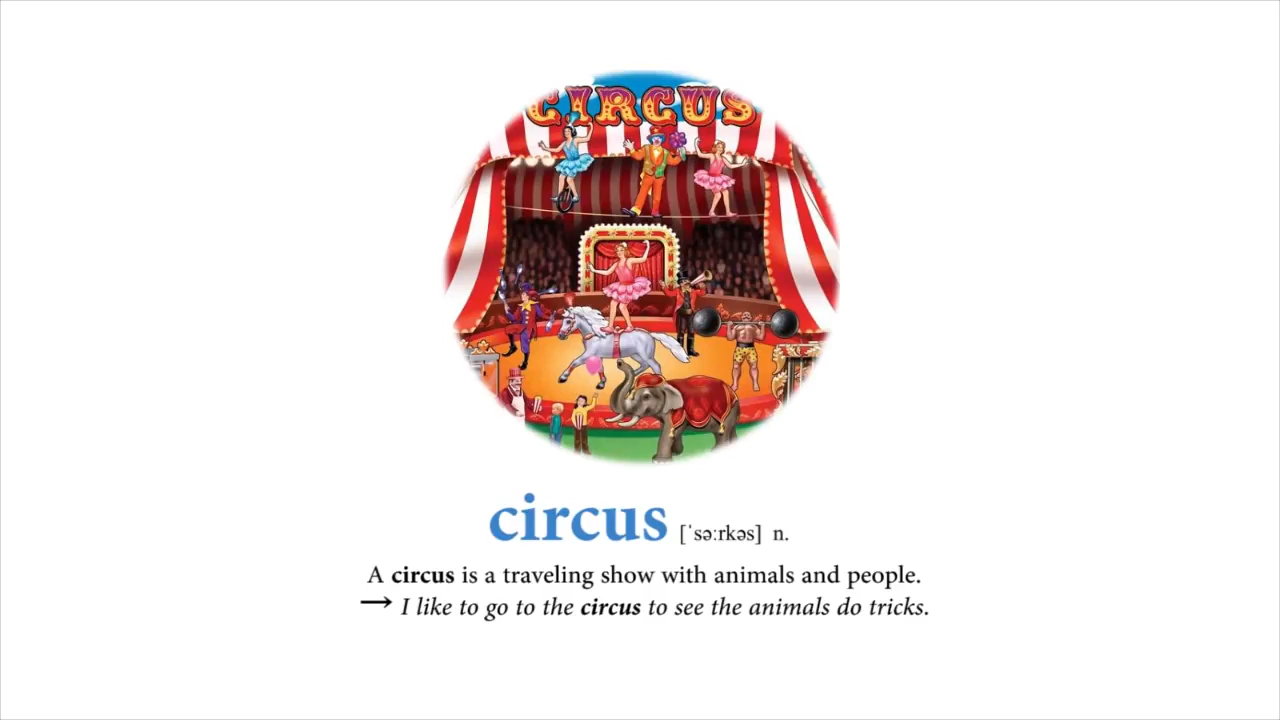 CIRCUS
circus [ˈsəːrkəs] n.
A circus is a traveling show with animals and people.
→ I like to go to the circus to see the animals do tricks.